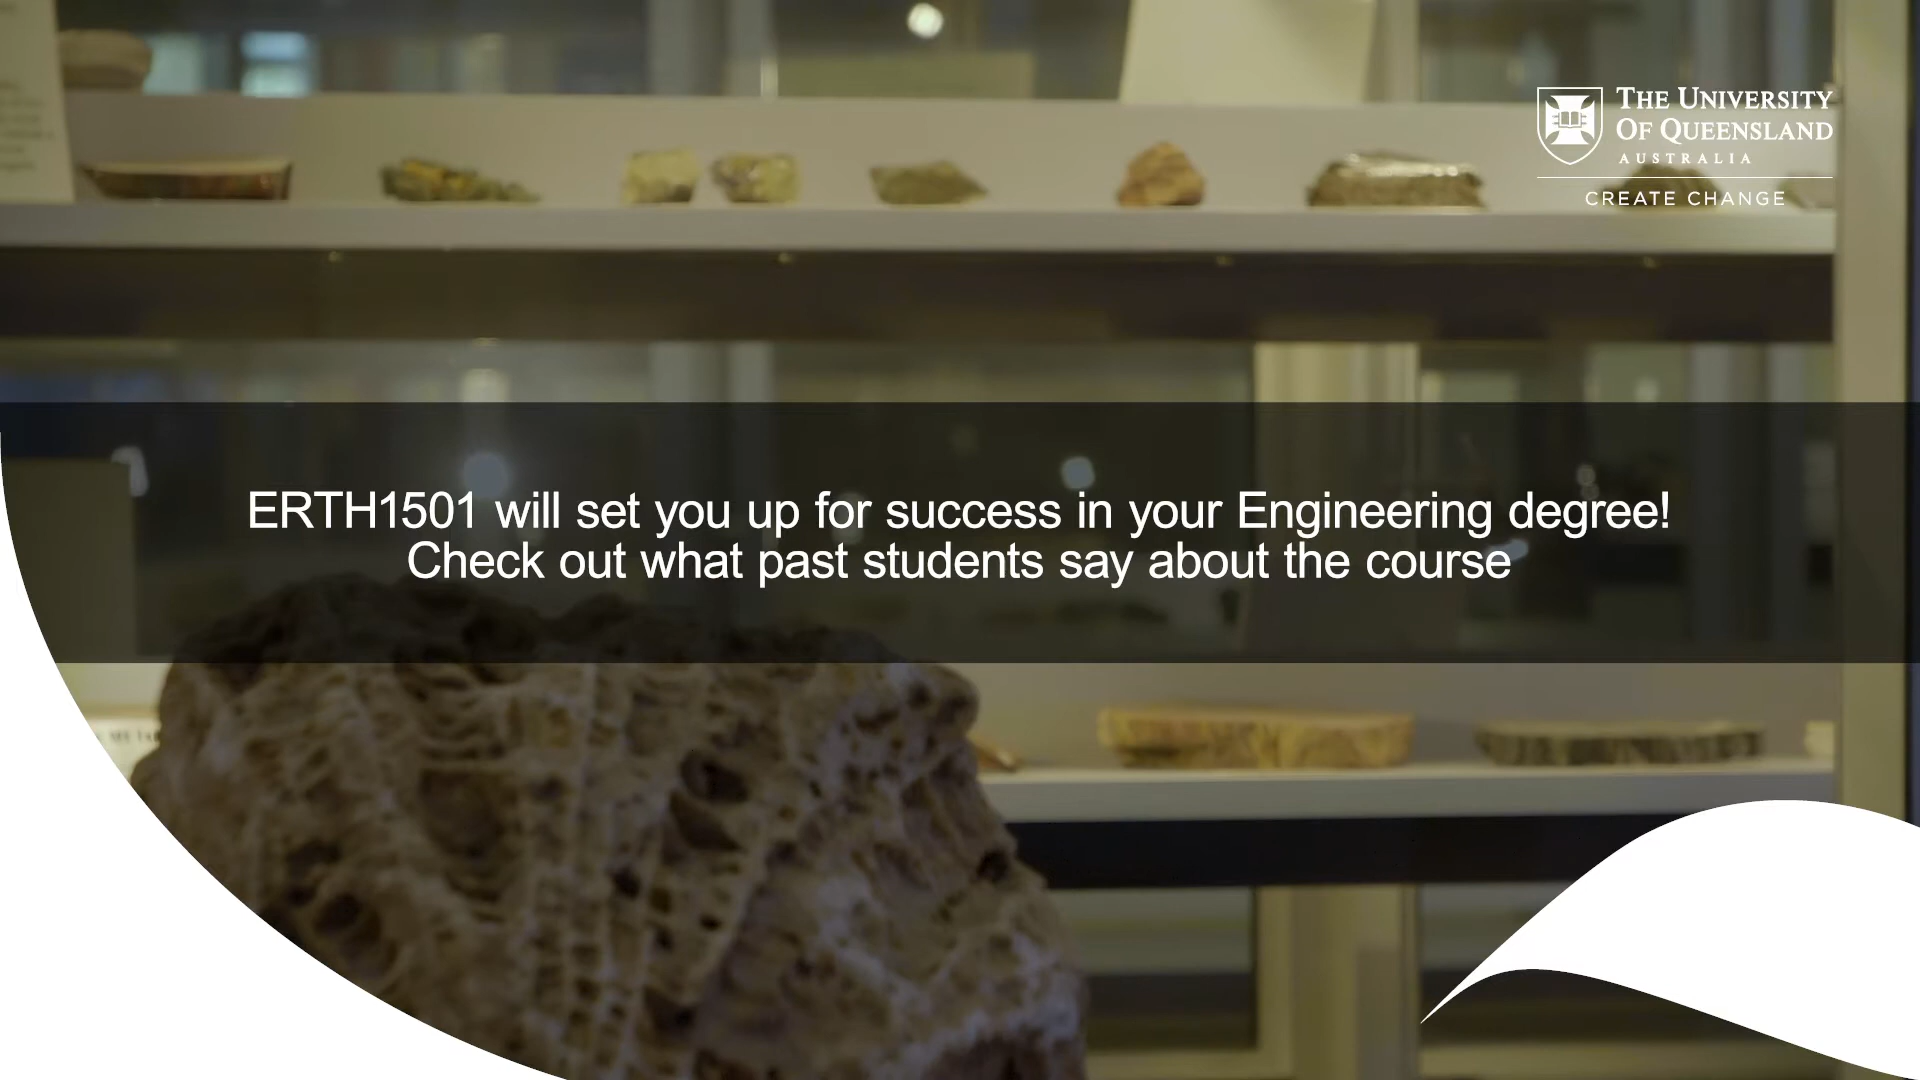 THE UNIVERSITY
OF QUEENSLAND
AUSTRALIA
CREATE CHANGE
ERTH1501 will set you up for success in your Engineering degree!
Check out what past students say about the course